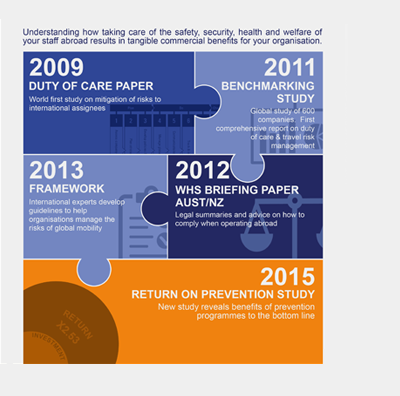 Understanding how taking care of the safety, security, health and welfare of
your staff abroad results in tangible commercial benefits for your organisation.
2009
DUTY OF CARE PAPER
World first study on mitigation of risks to
international assignees
2011
BENCHMARKING
STUDY
Global study of 600
companies: First
comprehensive report on duty
of care & travel risk
management
2013
FRAMEWORK
International experts develop
guidelines to help
organisations manage the
risks of global mobility
2012
WHS BRIEFING PAPER
AUST/NZ
Legal summaries and advice on how to
comply when operating abroad
2015
RETURN ON PREVENTION STUDY
New study reveals benefits of prevention
programmes to the bottom line
RETURN
X2.53
INVESTMENT